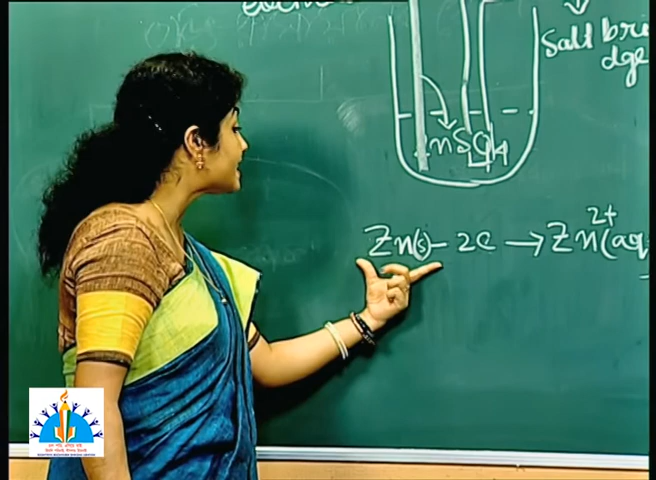 Salt bri
dge
ZnSO4
Zn(s) – 2e → Zn2+(aq